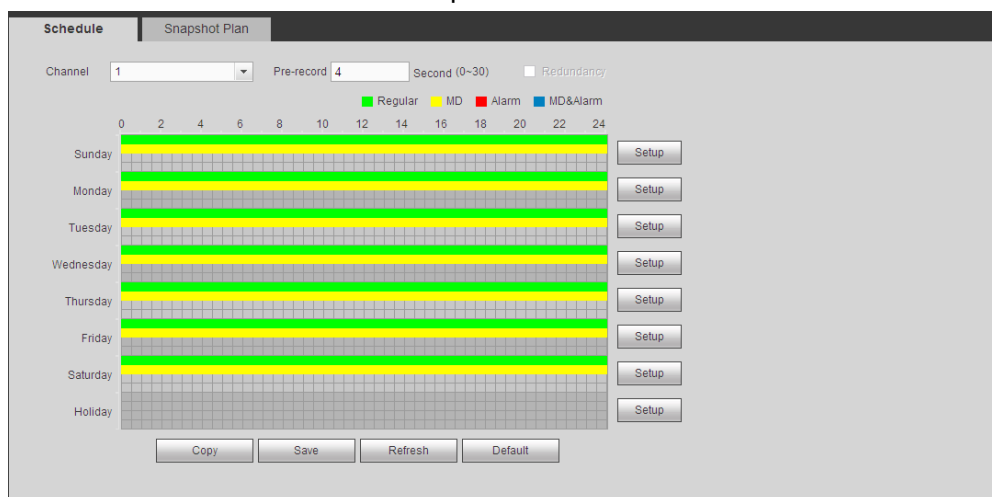 Schedule Snapshot Plan
Channel 1 Pre-record 4 Second (0~30) Redundancy
Regular MD Alarm MD&Alarm
0 2 4 6 8 10 12 14 16 18 20 22 24
Sunday Setup
Monday Setup
Tuesday Setup
Wednesday Setup
Thursday Setup
Friday Setup
Saturday Setup
Holiday Setup
Copy Save Refresh Default